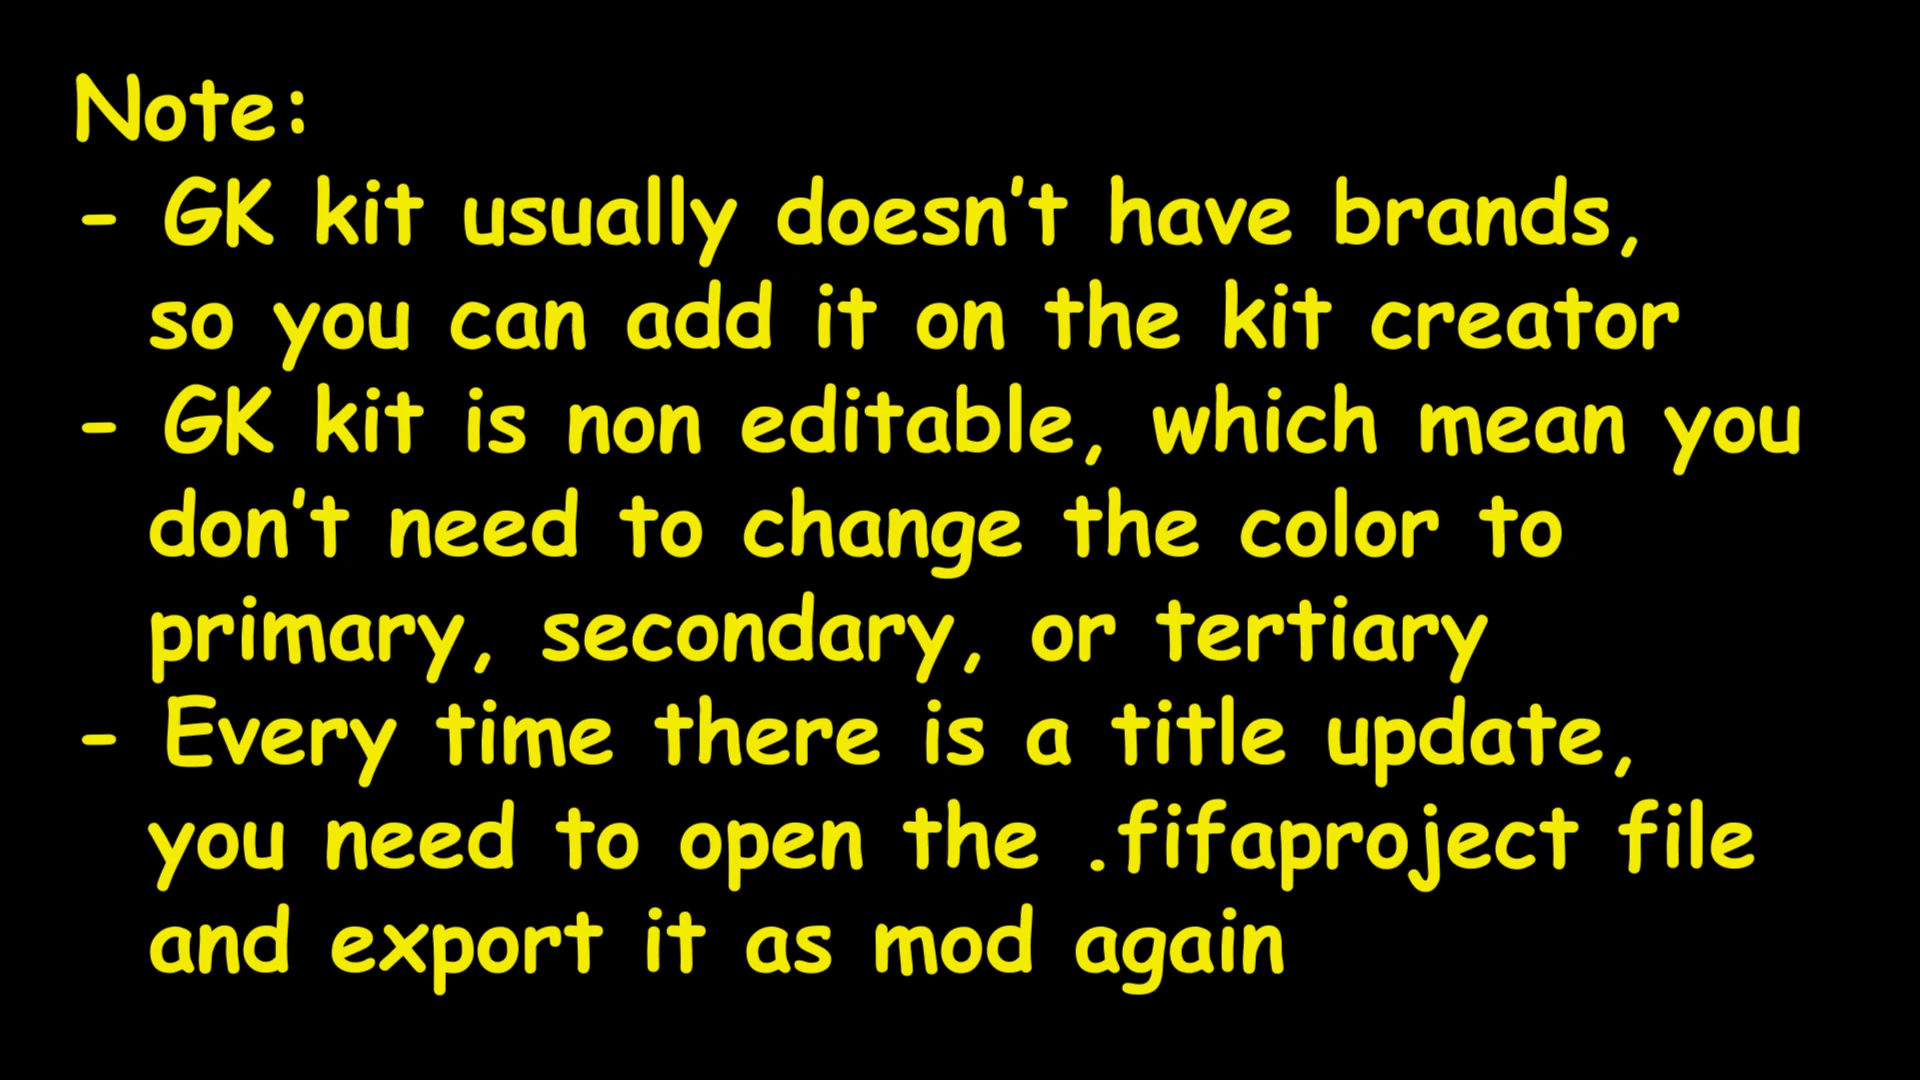 Note:
- GK kit usually doesn't have brands,
so you can add it on the kit creator
- GK kit is non editable, which mean you
don't need to change the color to
primary, secondary, or tertiary
- Every time there is a title update,
you need to open the .fifaproject file
and export it as mod again